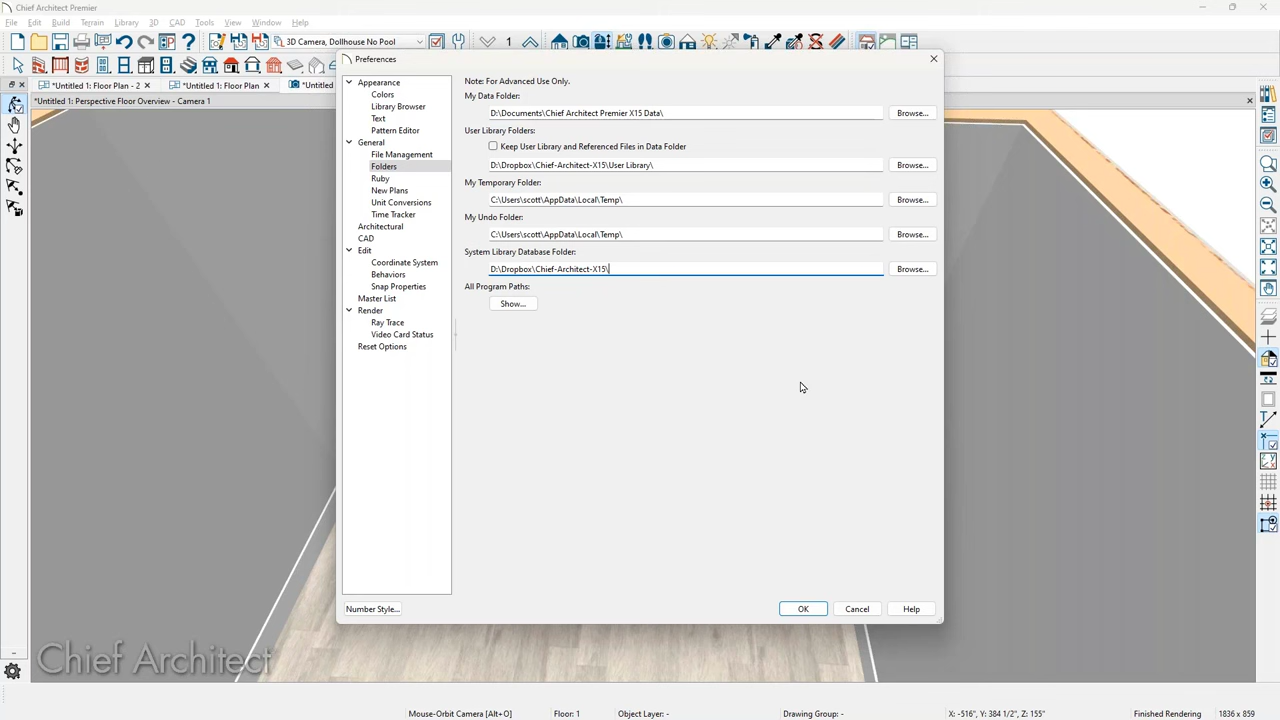 Chief Architect Premier
File Edit Build Terrain Library 3D CAD Tools View Window Help
3D Camera, Dollhouse No Pool 1
*Untitled 1: Floor Plan - 2 *Untitled 1: Floor Plan *Untitled
*Untitled 1: Perspective Floor Overview - Camera 1
Preferences
Appearance
Colors
Library Browser
Text
Pattern Editor
General
File Management
Folders
Ruby
New Plans
Unit Conversions
Time Tracker
Architectural
CAD
Edit
Coordinate System
Behaviors
Snap Properties
Master List
Render
Ray Trace
Video Card Status
Reset Options
Note: For Advanced Use Only.
My Data Folder:
D:\Documents\Chief Architect Premier X15 Data\ Browse...
User Library Folders:
Keep User Library and Referenced Files in Data Folder
D:\Dropbox\Chief-Architect-X15\User Library\ Browse...
My Temporary Folder:
C:\Users\scott\AppData\Local\Temp\ Browse...
My Undo Folder:
C:\Users\scott\AppData\Local\Temp\ Browse...
System Library Database Folder:
D:\Dropbox\Chief-Architect-X15\ Browse...
All Program Paths:
Show...
Number Style... OK Cancel Help
Chief Architect
Mouse-Orbit Camera [Alt+O] Floor: 1 Object Layer: - Drawing Group: - X: -516", Y: 384 1/2", Z: 155" Finished Rendering 1836 x 859